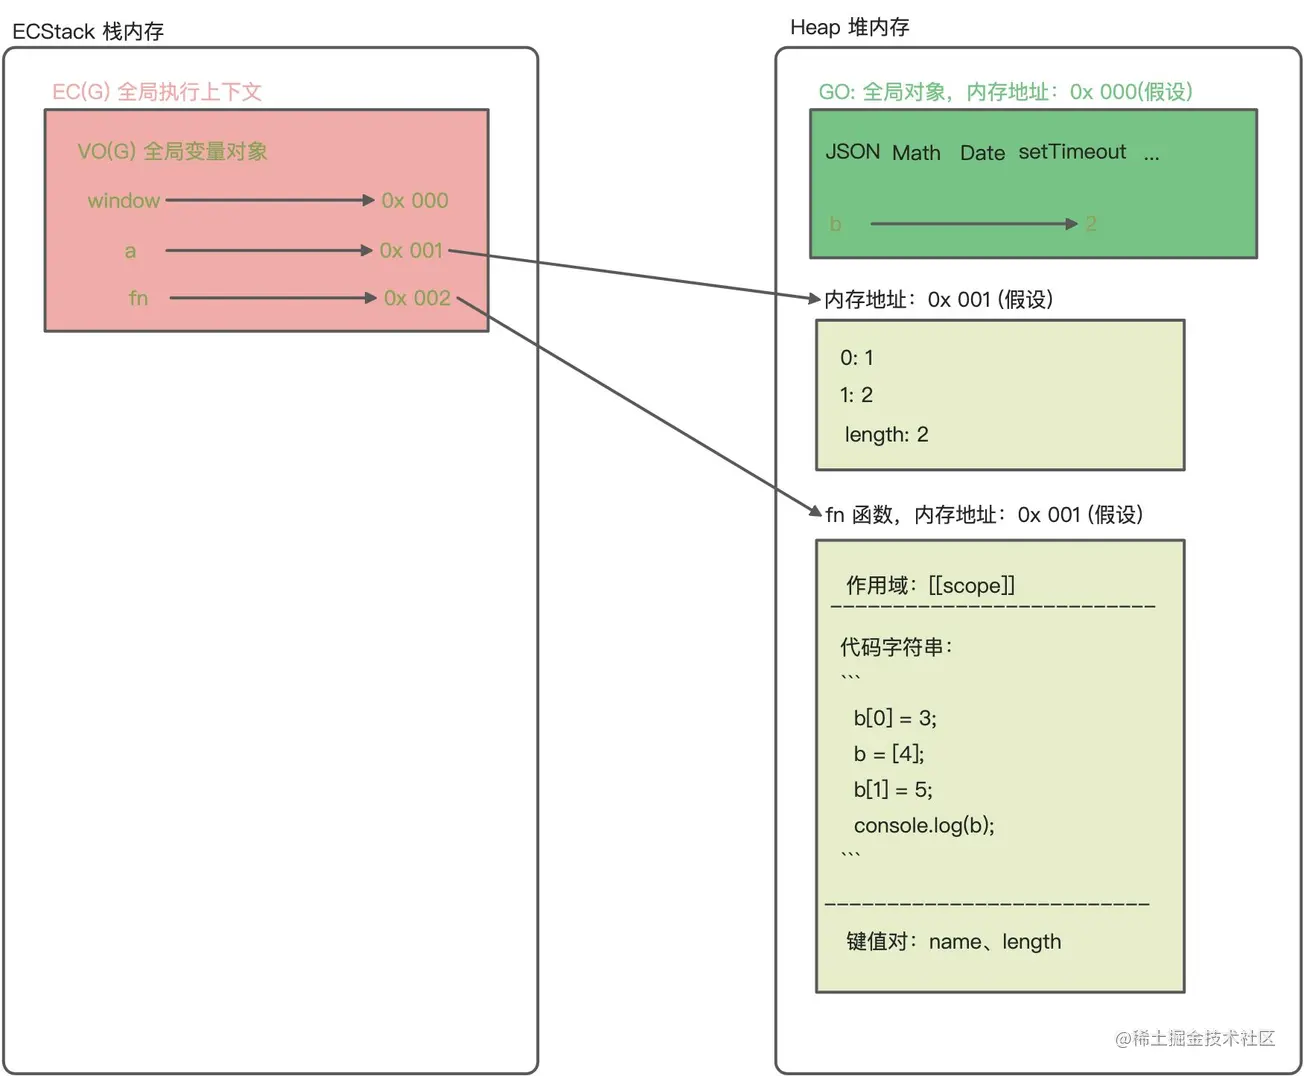 ECStack 栈内存
EC(G) 全局执行上下文
VO(G) 全局变量对象
window 0x 000
a 0x 001
fn 0x 002
Heap 堆内存
GO: 全局对象，内存地址：0x 000(假设)
JSON Math Date setTimeout ...
b 2
内存地址：0x 001 (假设)
0: 1
1: 2
length: 2
fn 函数，内存地址：0x 001 (假设)
作用域：[[scope]]
--------------------------
代码字符串：
```
b[0] = 3;
b = [4];
b[1] = 5;
console.log(b);
```
--------------------------
键值对：name、length
@稀土掘金技术社区